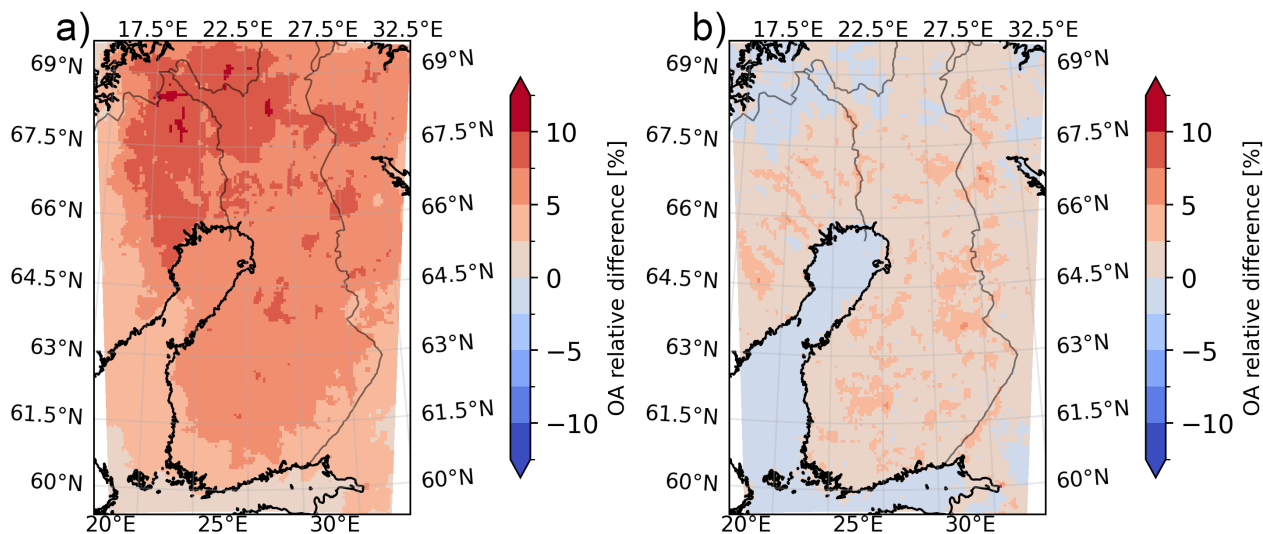 a) 17.5°E 22.5°E 27.5°E 32.5°E
69°N 69°N
67.5°N 67.5°N
66°N 66°N
64.5°N 64.5°N
63°N 63°N
61.5°N 61.5°N
60°N 60°N
20°E 25°E 30°E
10
5
0
−5
−10
OA relative difference [%]
b) 17.5°E 22.5°E 27.5°E 32.5°E
69°N 69°N
67.5°N 67.5°N
66°N 66°N
64.5°N 64.5°N
63°N 63°N
61.5°N 61.5°N
60°N 60°N
20°E 25°E 30°E
10
5
0
−5
−10
OA relative difference [%]